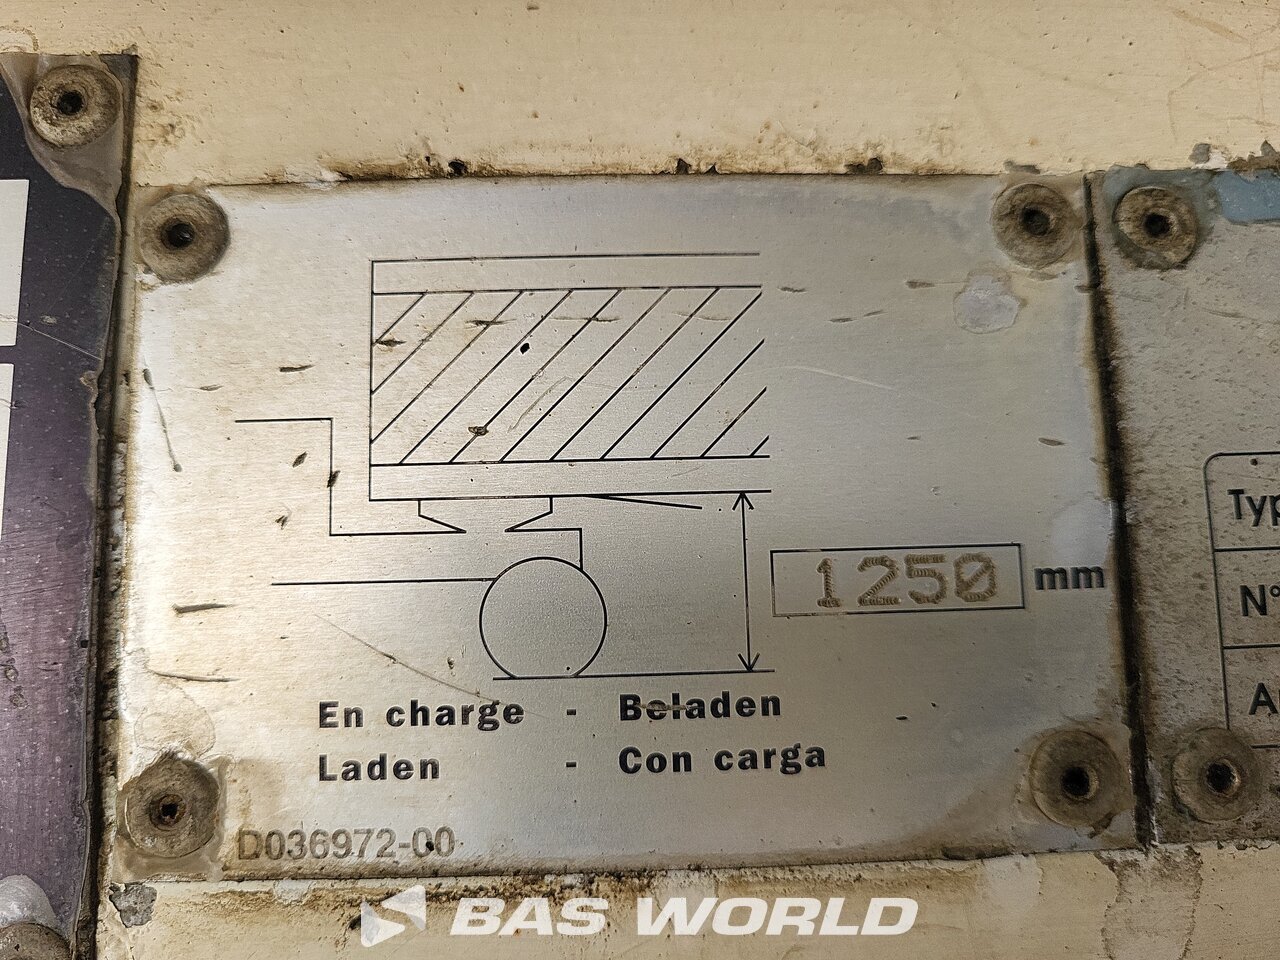 1250 mm
En charge - Beladen
Laden - Con carga
D036972-00
Typ
N°
A
BAS WORLD